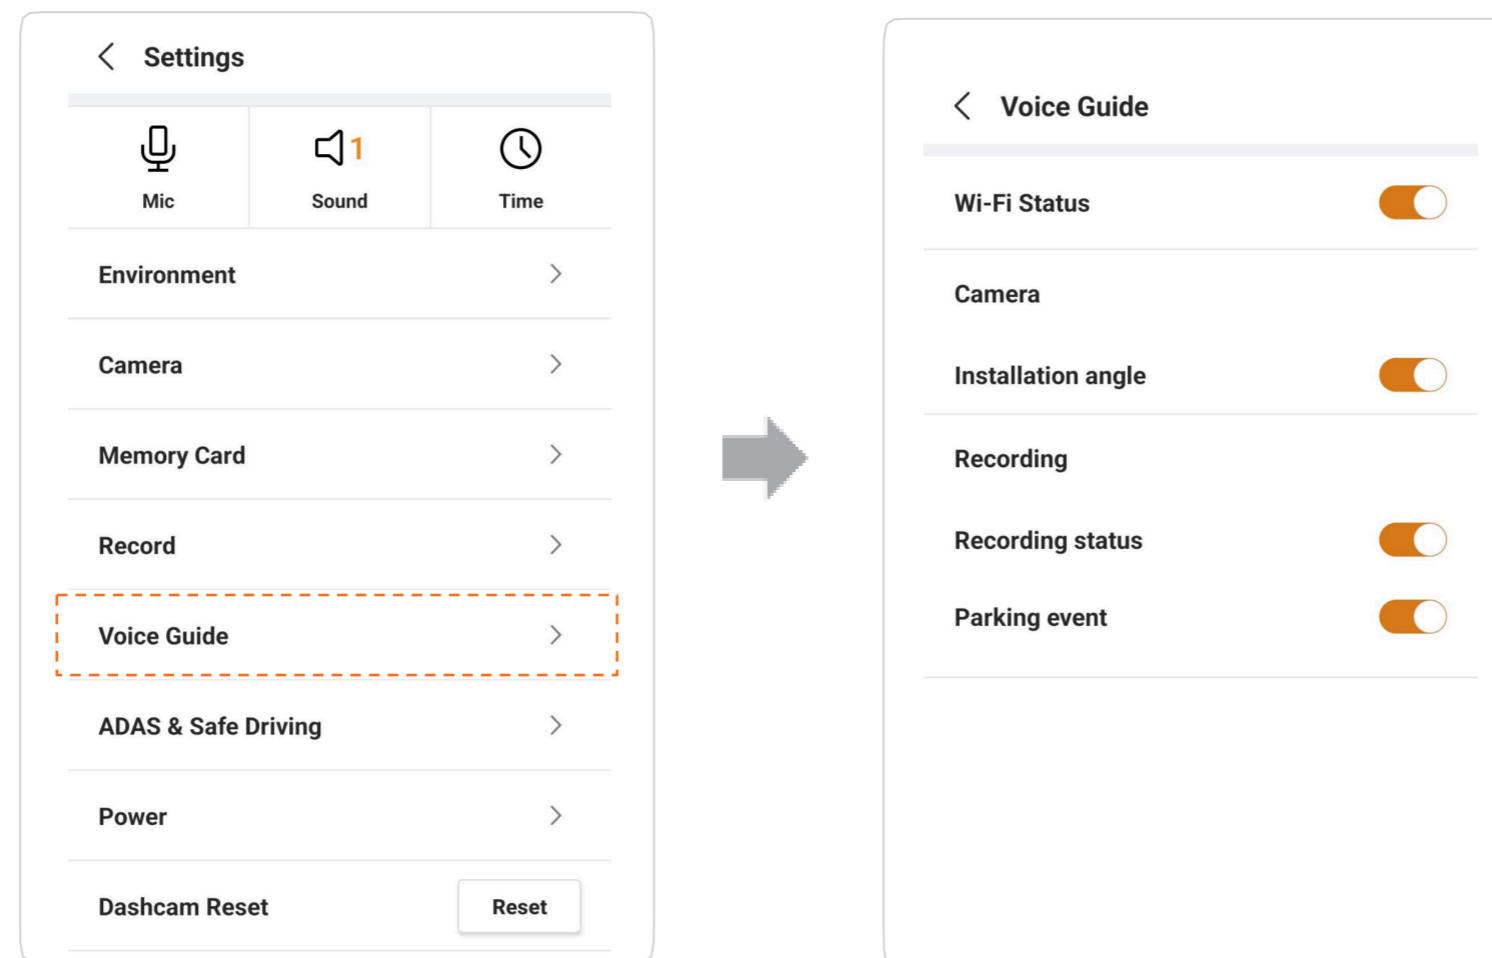 Settings
1
Mic
Sound
Time
Environment
Camera
Memory Card
Record
Voice Guide
ADAS & Safe Driving
Power
Dashcam Reset
Reset
Voice Guide
Wi-Fi Status
Camera
Installation angle
Recording
Recording status
Parking event